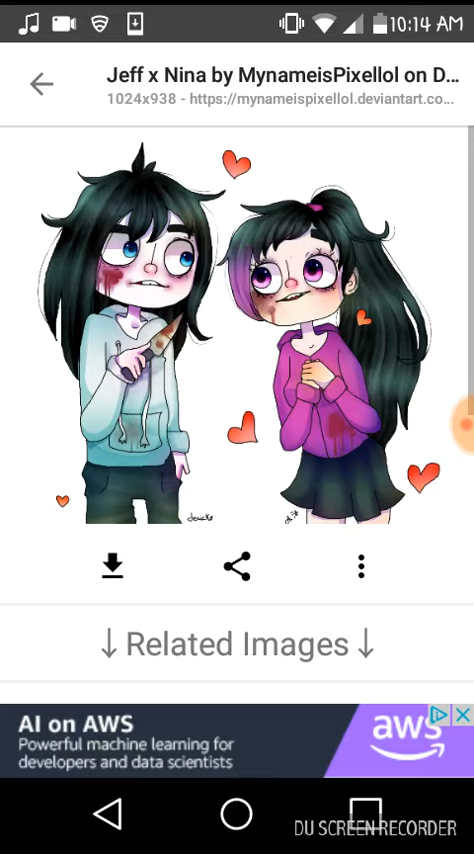 10:14 AM
Jeff x Nina by MynameisPixellol on D...
1024x938 - https://mynameispixellol.deviantart.co...
↓Related Images↓
AI on AWS
Powerful machine learning for
developers and data scientists
aws
DU SCREEN RECORDER